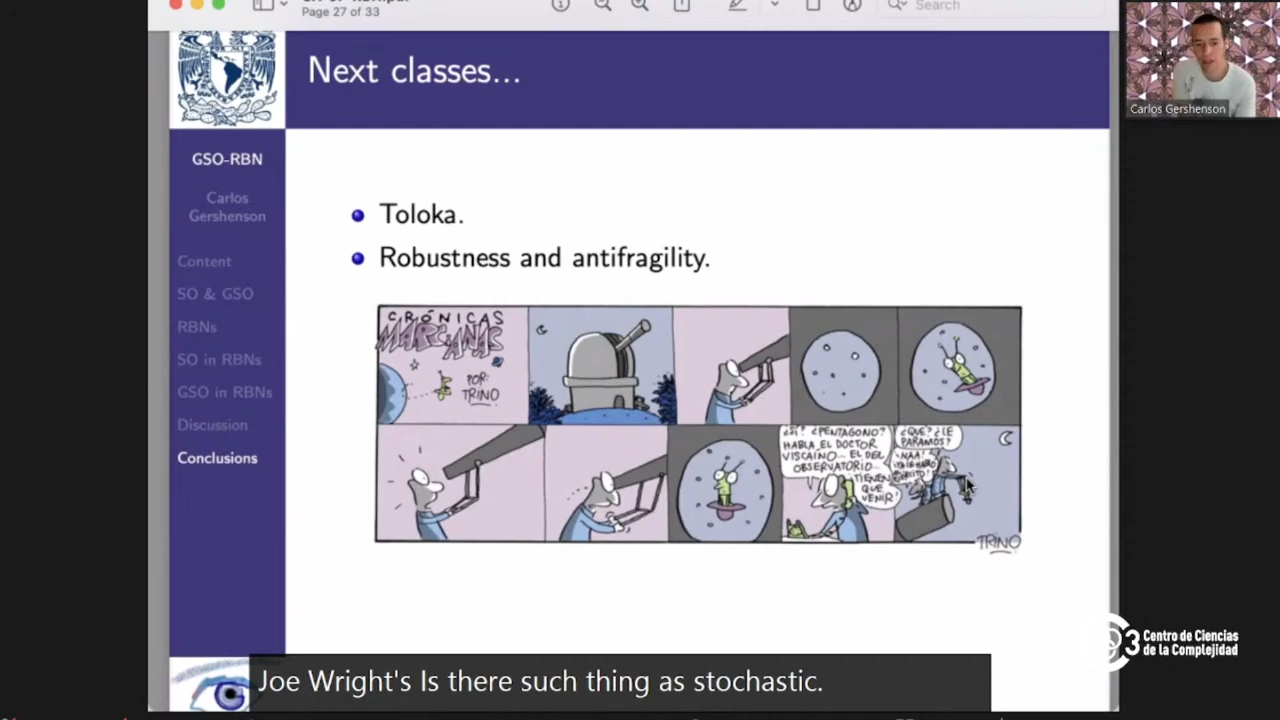 Page 27 of 33
Search
Next classes...
Carlos Gershenson
GSO-RBN
Carlos
Gershenson
Content
SO & GSO
RBNs
SO in RBNs
GSO in RBNs
Discussion
Conclusions
Toloka.
Robustness and antifragility.
CRÓNICAS
MARCIANAS
POR:
TRINO
¿SÍ? ¿PENTÁGONO?
HABLA EL DOCTOR
VISCAINO... EL DEL
OBSERVATORIO...
TIENEN
QUE
VENIR!
¿QUÉ? ¿LE
PARAMOS?
¡NAA!
TRINO
3 Centro de Ciencias
de la Complejidad
Joe Wright's Is there such thing as stochastic.